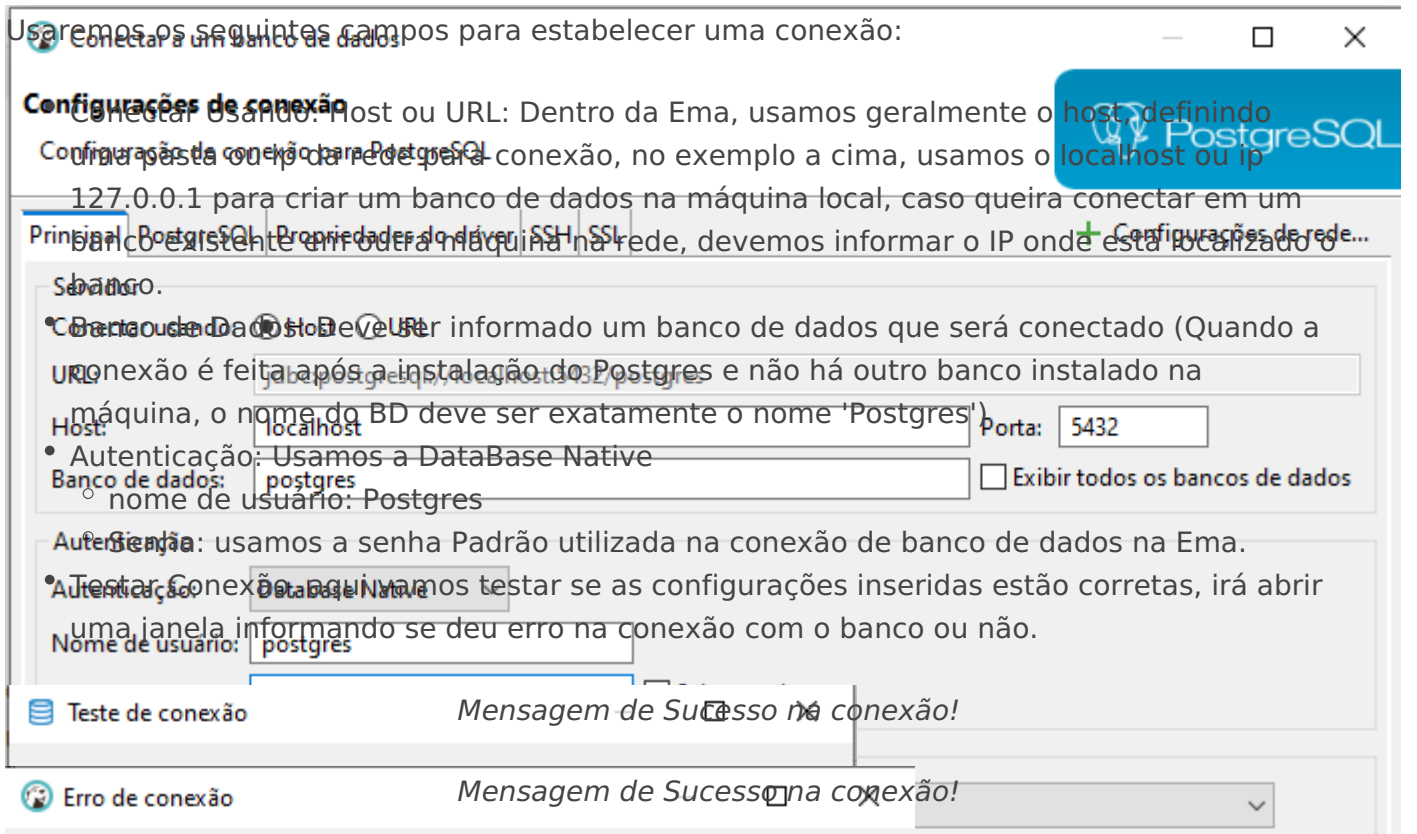 Usaremos os seguintes campos para estabelecer uma conexão:
Conectar a um banco de dados
Configurações de conexão
Configuração de conexão para PostgreSQL
PostgreSQL
Conectar Usando: Host ou URL: Dentro da Ema, usamos geralmente o host, definindo
uma pasta ou ip da rede para conexão, no exemplo a cima, usamos o localhost ou ip
127.0.0.1 para criar um banco de dados na máquina local, caso queira conectar em um
banco existente em outra máquina na rede, devemos informar o IP onde está localizado o
banco.
Principal PostgreSQL Propriedades do driver SSH SSL
Configurações de rede...
Servidor
Conectar usando: Host URL
Banco de Dados: Deve ser informado um banco de dados que será conectado (Quando a
conexão é feita após a instalação do Postgres e não há outro banco instalado na
máquina, o nome do BD deve ser exatamente o nome 'Postgres')
URL: jdbc:postgresql://localhost:5432/postgres
Host: localhost Porta: 5432
Autenticação: Usamos a DataBase Native
Banco de dados: postgres Exibir todos os bancos de dados
nome de usuário: Postgres
Senha: usamos a senha Padrão utilizada na conexão de banco de dados na Ema.
Autenticação
Testar Conexão, aqui vamos testar se as configurações inseridas estão corretas, irá abrir
uma janela informando se deu erro na conexão com o banco ou não.
Autenticação: Database Native
Nome de usuário: postgres
Teste de conexão
Mensagem de Sucesso na conexão!
Erro de conexão
Mensagem de Sucesso na conexão!